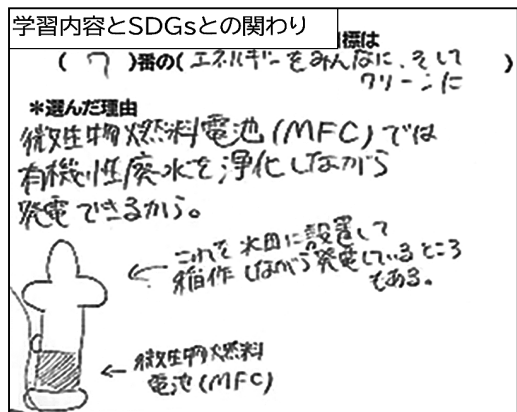 学習内容とSDGsとの関わり
標は
( 7 )番の(エネルギーをみんなに、そして
クリーンに )
*選んだ理由
微生物燃料電池(MFC)では
有機性廃水を浄化しながら
発電できるから。
←これを水田に設置して
稲作しながら発電しているところ
もある。
←微生物燃料
電池(MFC)